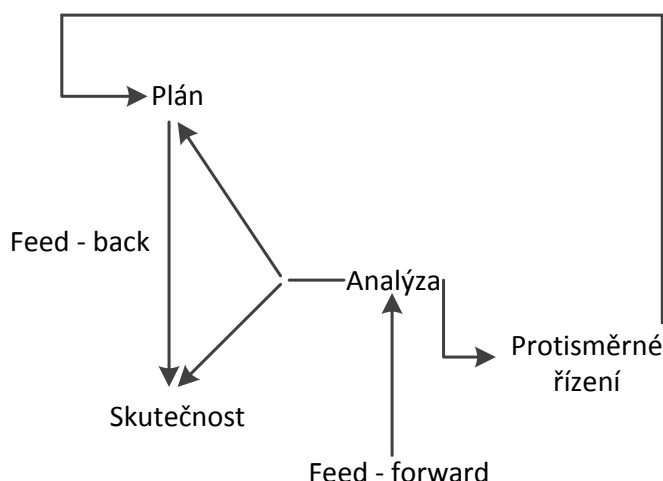 Plán
Feed - back
Analýza
Protisměrné
řízení
Skutečnost
Feed - forward